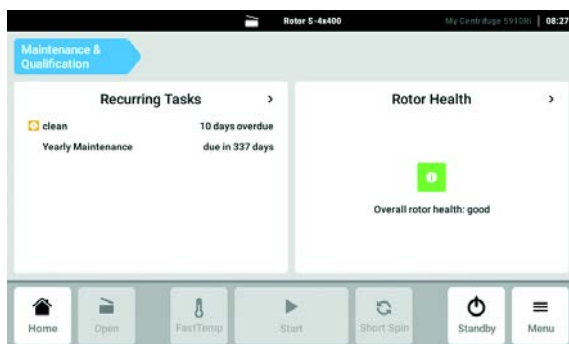 Rotor S-4x400
My Centrifuge 5910Ri
08:27
Maintenance &
Qualification
Recurring Tasks
Rotor Health
clean 10 days overdue
Yearly Maintenance due in 337 days
Overall rotor health: good
Home
Open
FastTemp
Start
Short Spin
Standby
Menu